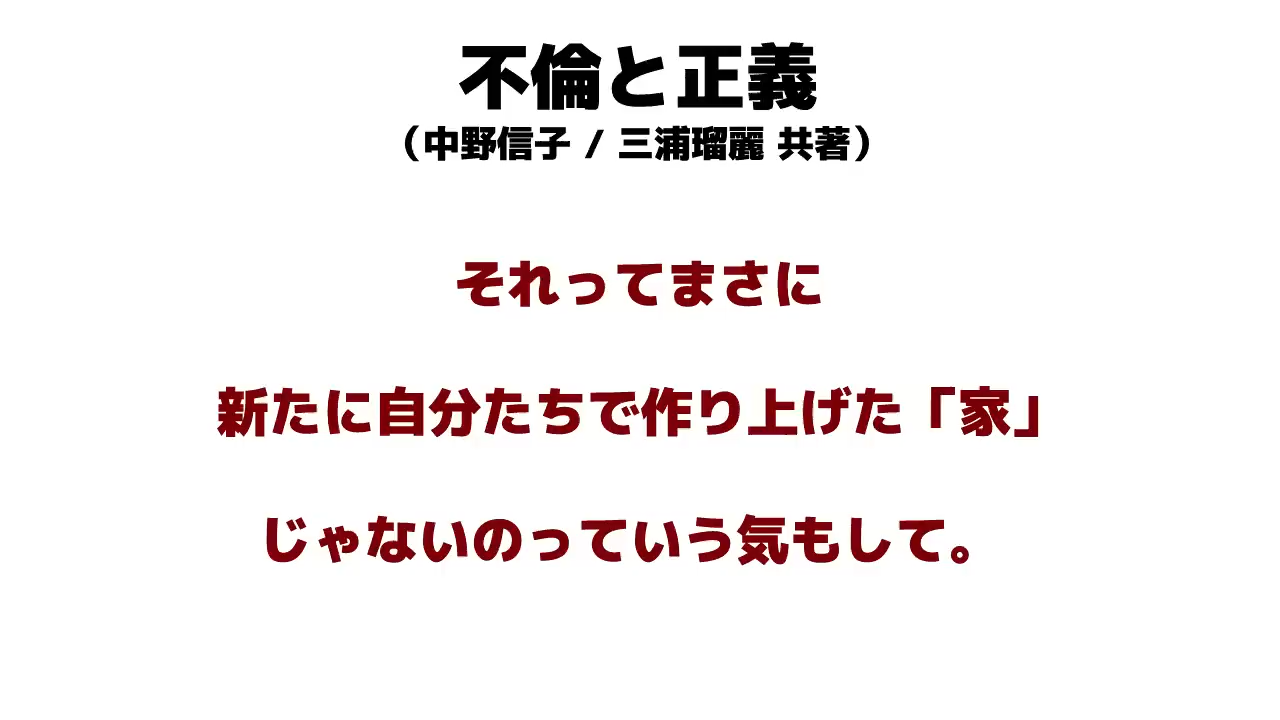 不倫と正義
（中野信子 / 三浦瑠麗 共著）
それってまさに
新たに自分たちで作り上げた「家」
じゃないのっていう気もして。